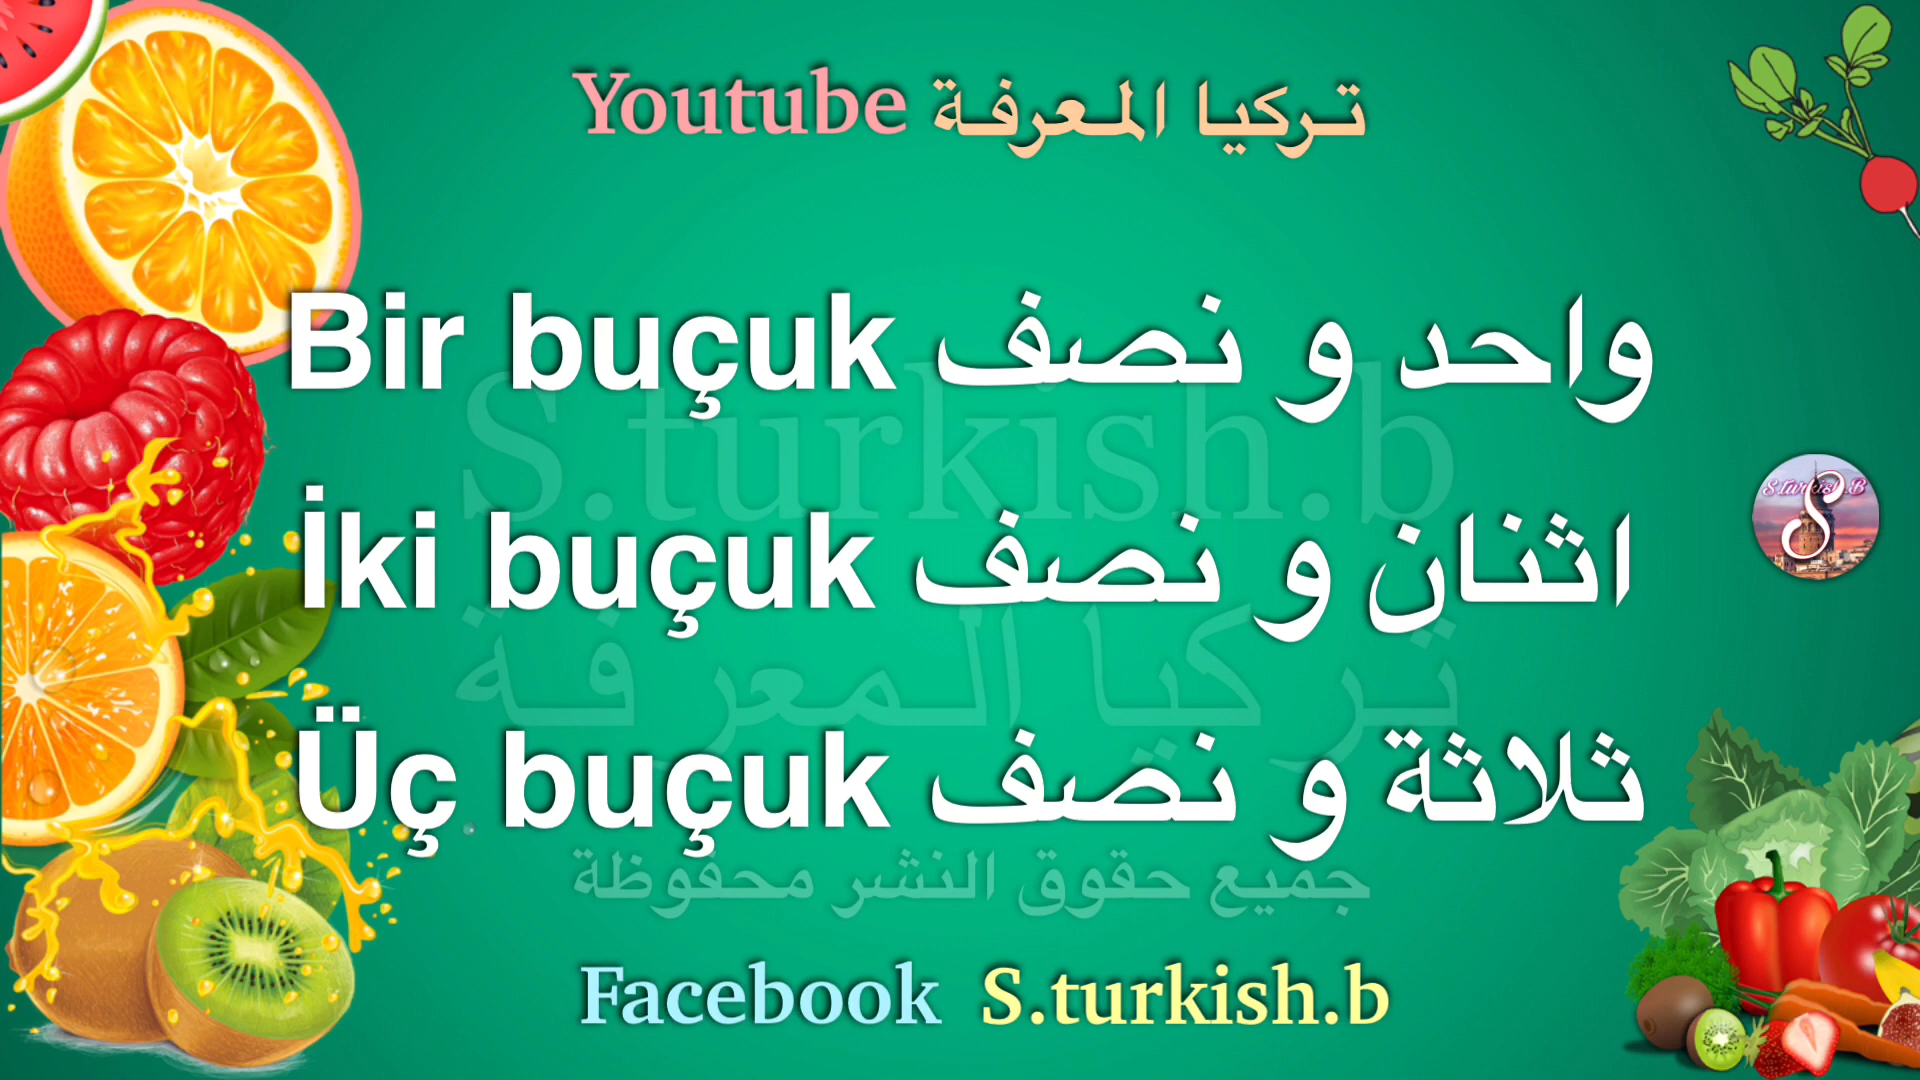 Youtube تركيا المعرفة
Bir buçuk واحد و نصف
S.turkish.b
S.turkish.B
İki buçuk اثنان و نصف
تركيا المعرفة
Üç buçuk ثلاثة و نصف
جميع حقوق النشر محفوظة
Facebook S.turkish.b